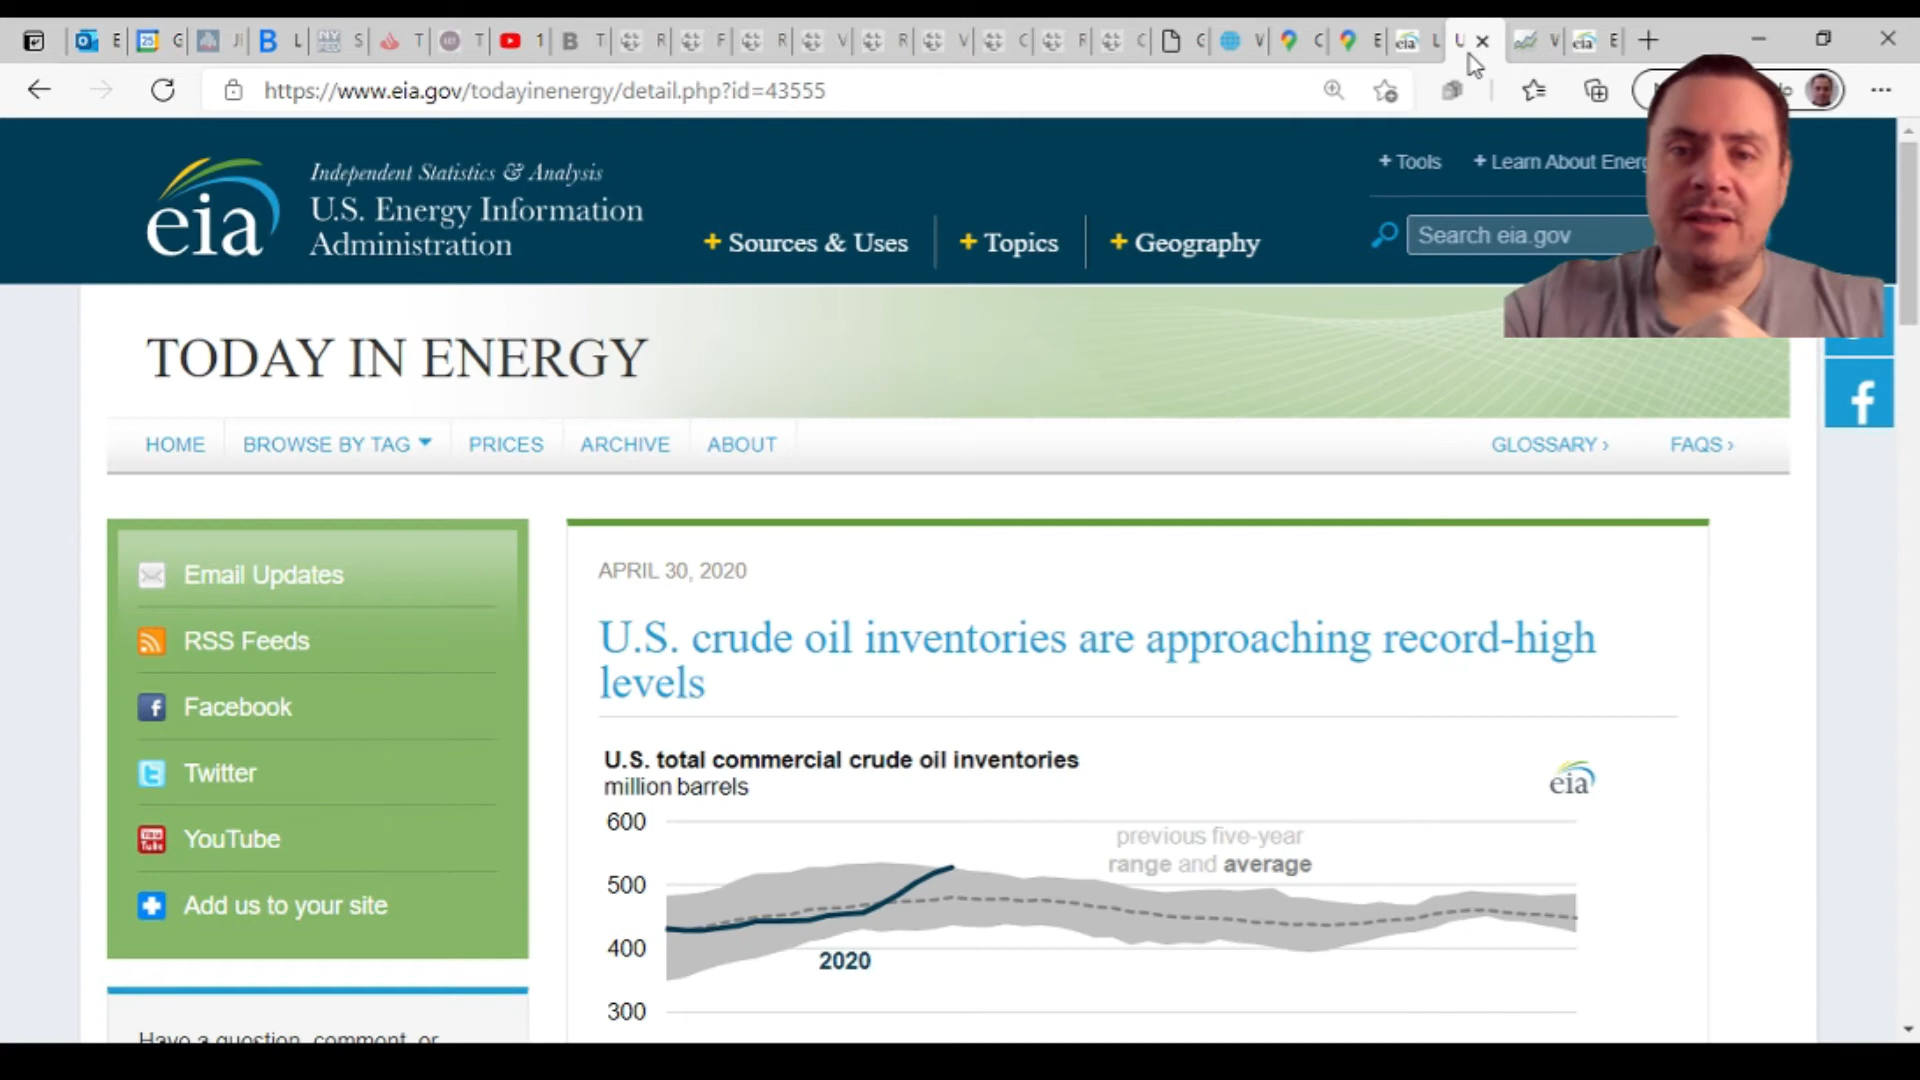 https://www.eia.gov/todayinenergy/detail.php?id=43555
+ Tools
+ Learn About
eia
Independent Statistics & Analysis
U.S. Energy Information
Administration
+ Sources & Uses
+ Topics
+ Geography
Search eia.gov
TODAY IN ENERGY
HOME
BROWSE BY TAG
PRICES
ARCHIVE
ABOUT
GLOSSARY ›
FAQS ›
Email Updates
RSS Feeds
Facebook
Twitter
YouTube
Add us to your site
APRIL 30, 2020
U.S. crude oil inventories are approaching record-high
levels
U.S. total commercial crude oil inventories
million barrels
eia
600
previous five-year
range and average
500
400
2020
300
Have a question, comment, or